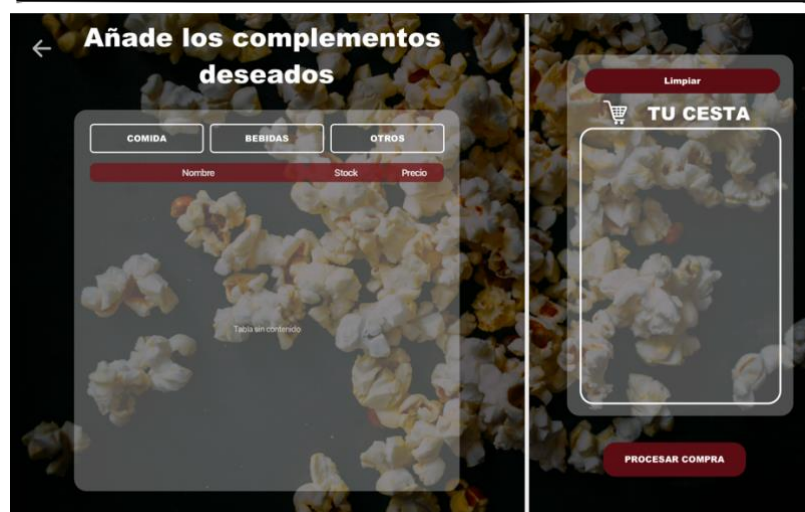 Añade los complementos
deseados
COMIDA BEBIDAS OTROS
Nombre Stock Precio
Tabla sin contenido
Limpiar
TU CESTA
PROCESAR COMPRA